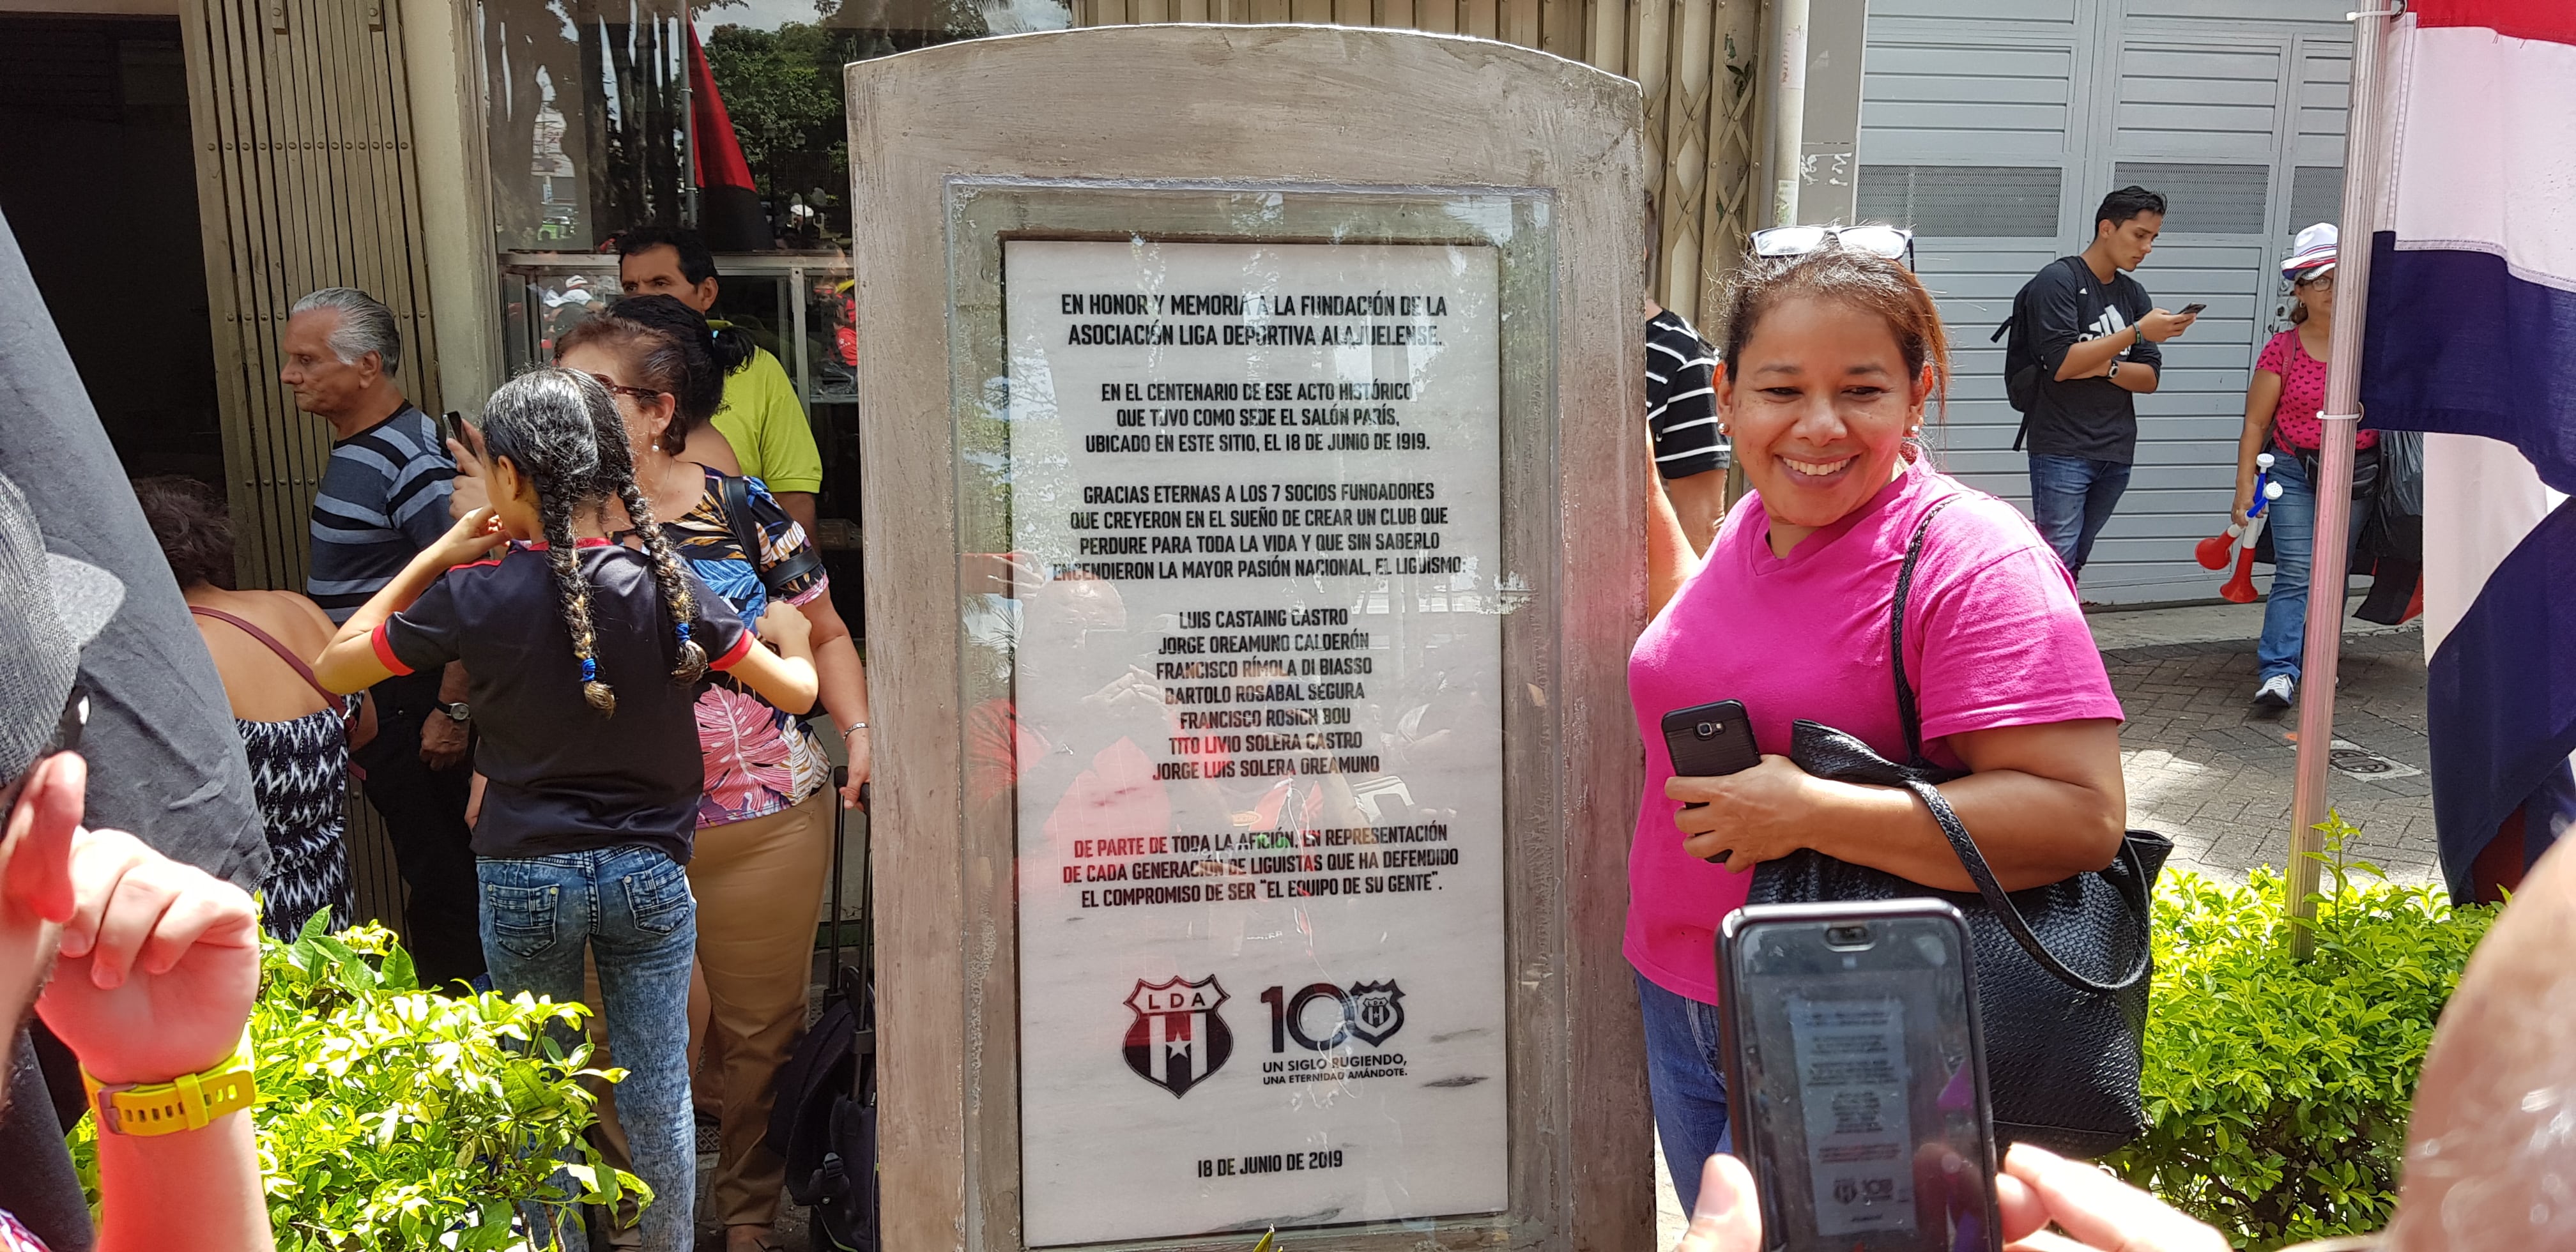 EN HONOR Y MEMORIA A LA FUNDACIÓN DE LA
ASOCIACIÓN LIGA DEPORTIVA ALAJUELENSE.
EN EL CENTENARIO DE ESE ACTO HISTÓRICO
QUE TUVO COMO SEDE EL SALÓN PARÍS,
UBICADO EN ESTE SITIO, EL 18 DE JUNIO DE 1919.
GRACIAS ETERNAS A LOS 7 SOCIOS FUNDADORES
QUE CREYERON EN EL SUEÑO DE CREAR UN CLUB QUE
PERDURE PARA TODA LA VIDA Y QUE SIN SABERLO
ENCENDIERON LA MAYOR PASIÓN NACIONAL, EL LIGUISMO:
LUIS CASTAING CASTRO
JORGE OREAMUNO CALDERÓN
FRANCISCO RÍMOLA DI BIASSO
BARTOLO ROSABAL SEGURA
FRANCISCO ROSICH BOU
TITO LIVIO SOLERA CASTRO
JORGE LUIS SOLERA OREAMUNO
DE PARTE DE TODA LA AFICIÓN, EN REPRESENTACIÓN
DE CADA GENERACIÓN DE LIGUISTAS QUE HA DEFENDIDO
EL COMPROMISO DE SER "EL EQUIPO DE SU GENTE".
LDA
100
LDA
UN SIGLO RUGIENDO,
UNA ETERNIDAD AMÁNDOTE.
18 DE JUNIO DE 2019